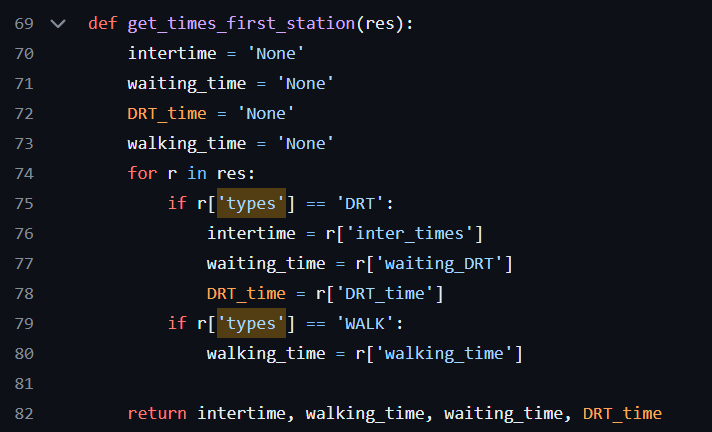 69 def get_times_first_station(res):
70 intertime = 'None'
71 waiting_time = 'None'
72 DRT_time = 'None'
73 walking_time = 'None'
74 for r in res:
75 if r['types'] == 'DRT':
76 intertime = r['inter_times']
77 waiting_time = r['waiting_DRT']
78 DRT_time = r['DRT_time']
79 if r['types'] == 'WALK':
80 walking_time = r['walking_time']
81
82 return intertime, walking_time, waiting_time, DRT_time